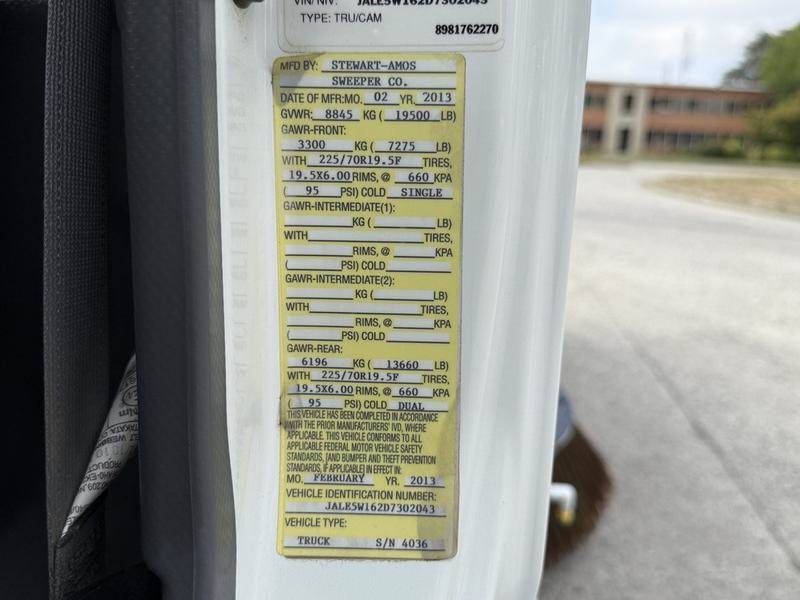 VIN/NIV: JALE5W162D7302043
TYPE: TRU/CAM
8981762270
MFD BY: STEWART-AMOS
SWEEPER CO.
DATE OF MFR:MO. 02 YR. 2013
GVWR: 8845 KG ( 19500 LB)
GAWR-FRONT:
3300 KG ( 7275 LB)
WITH 225/70R19.5F TIRES,
19.5X6.00 RIMS, @ 660 KPA
( 95 PSI) COLD SINGLE
GAWR-INTERMEDIATE(1):
KG ( LB)
WITH TIRES,
RIMS, @ KPA
( PSI) COLD
GAWR-INTERMEDIATE(2):
KG ( LB)
WITH TIRES,
RIMS, @ KPA
( PSI) COLD
GAWR-REAR:
6196 KG ( 13660 LB)
WITH 225/70R19.5F TIRES,
19.5X6.00 RIMS, @ 660 KPA
( 95 PSI) COLD DUAL
THIS VEHICLE HAS BEEN COMPLETED IN ACCORDANCE
WITH THE PRIOR MANUFACTURERS' IVD, WHERE
APPLICABLE. THIS VEHICLE CONFORMS TO ALL
APPLICABLE FEDERAL MOTOR VEHICLE SAFETY
STANDARDS, [AND BUMPER AND THEFT PREVENTION
STANDARDS, IF APPLICABLE] IN EFFECT IN:
MO. FEBRUARY YR. 2013
VEHICLE IDENTIFICATION NUMBER:
JALE5W162D7302043
VEHICLE TYPE:
TRUCK S/N 4036